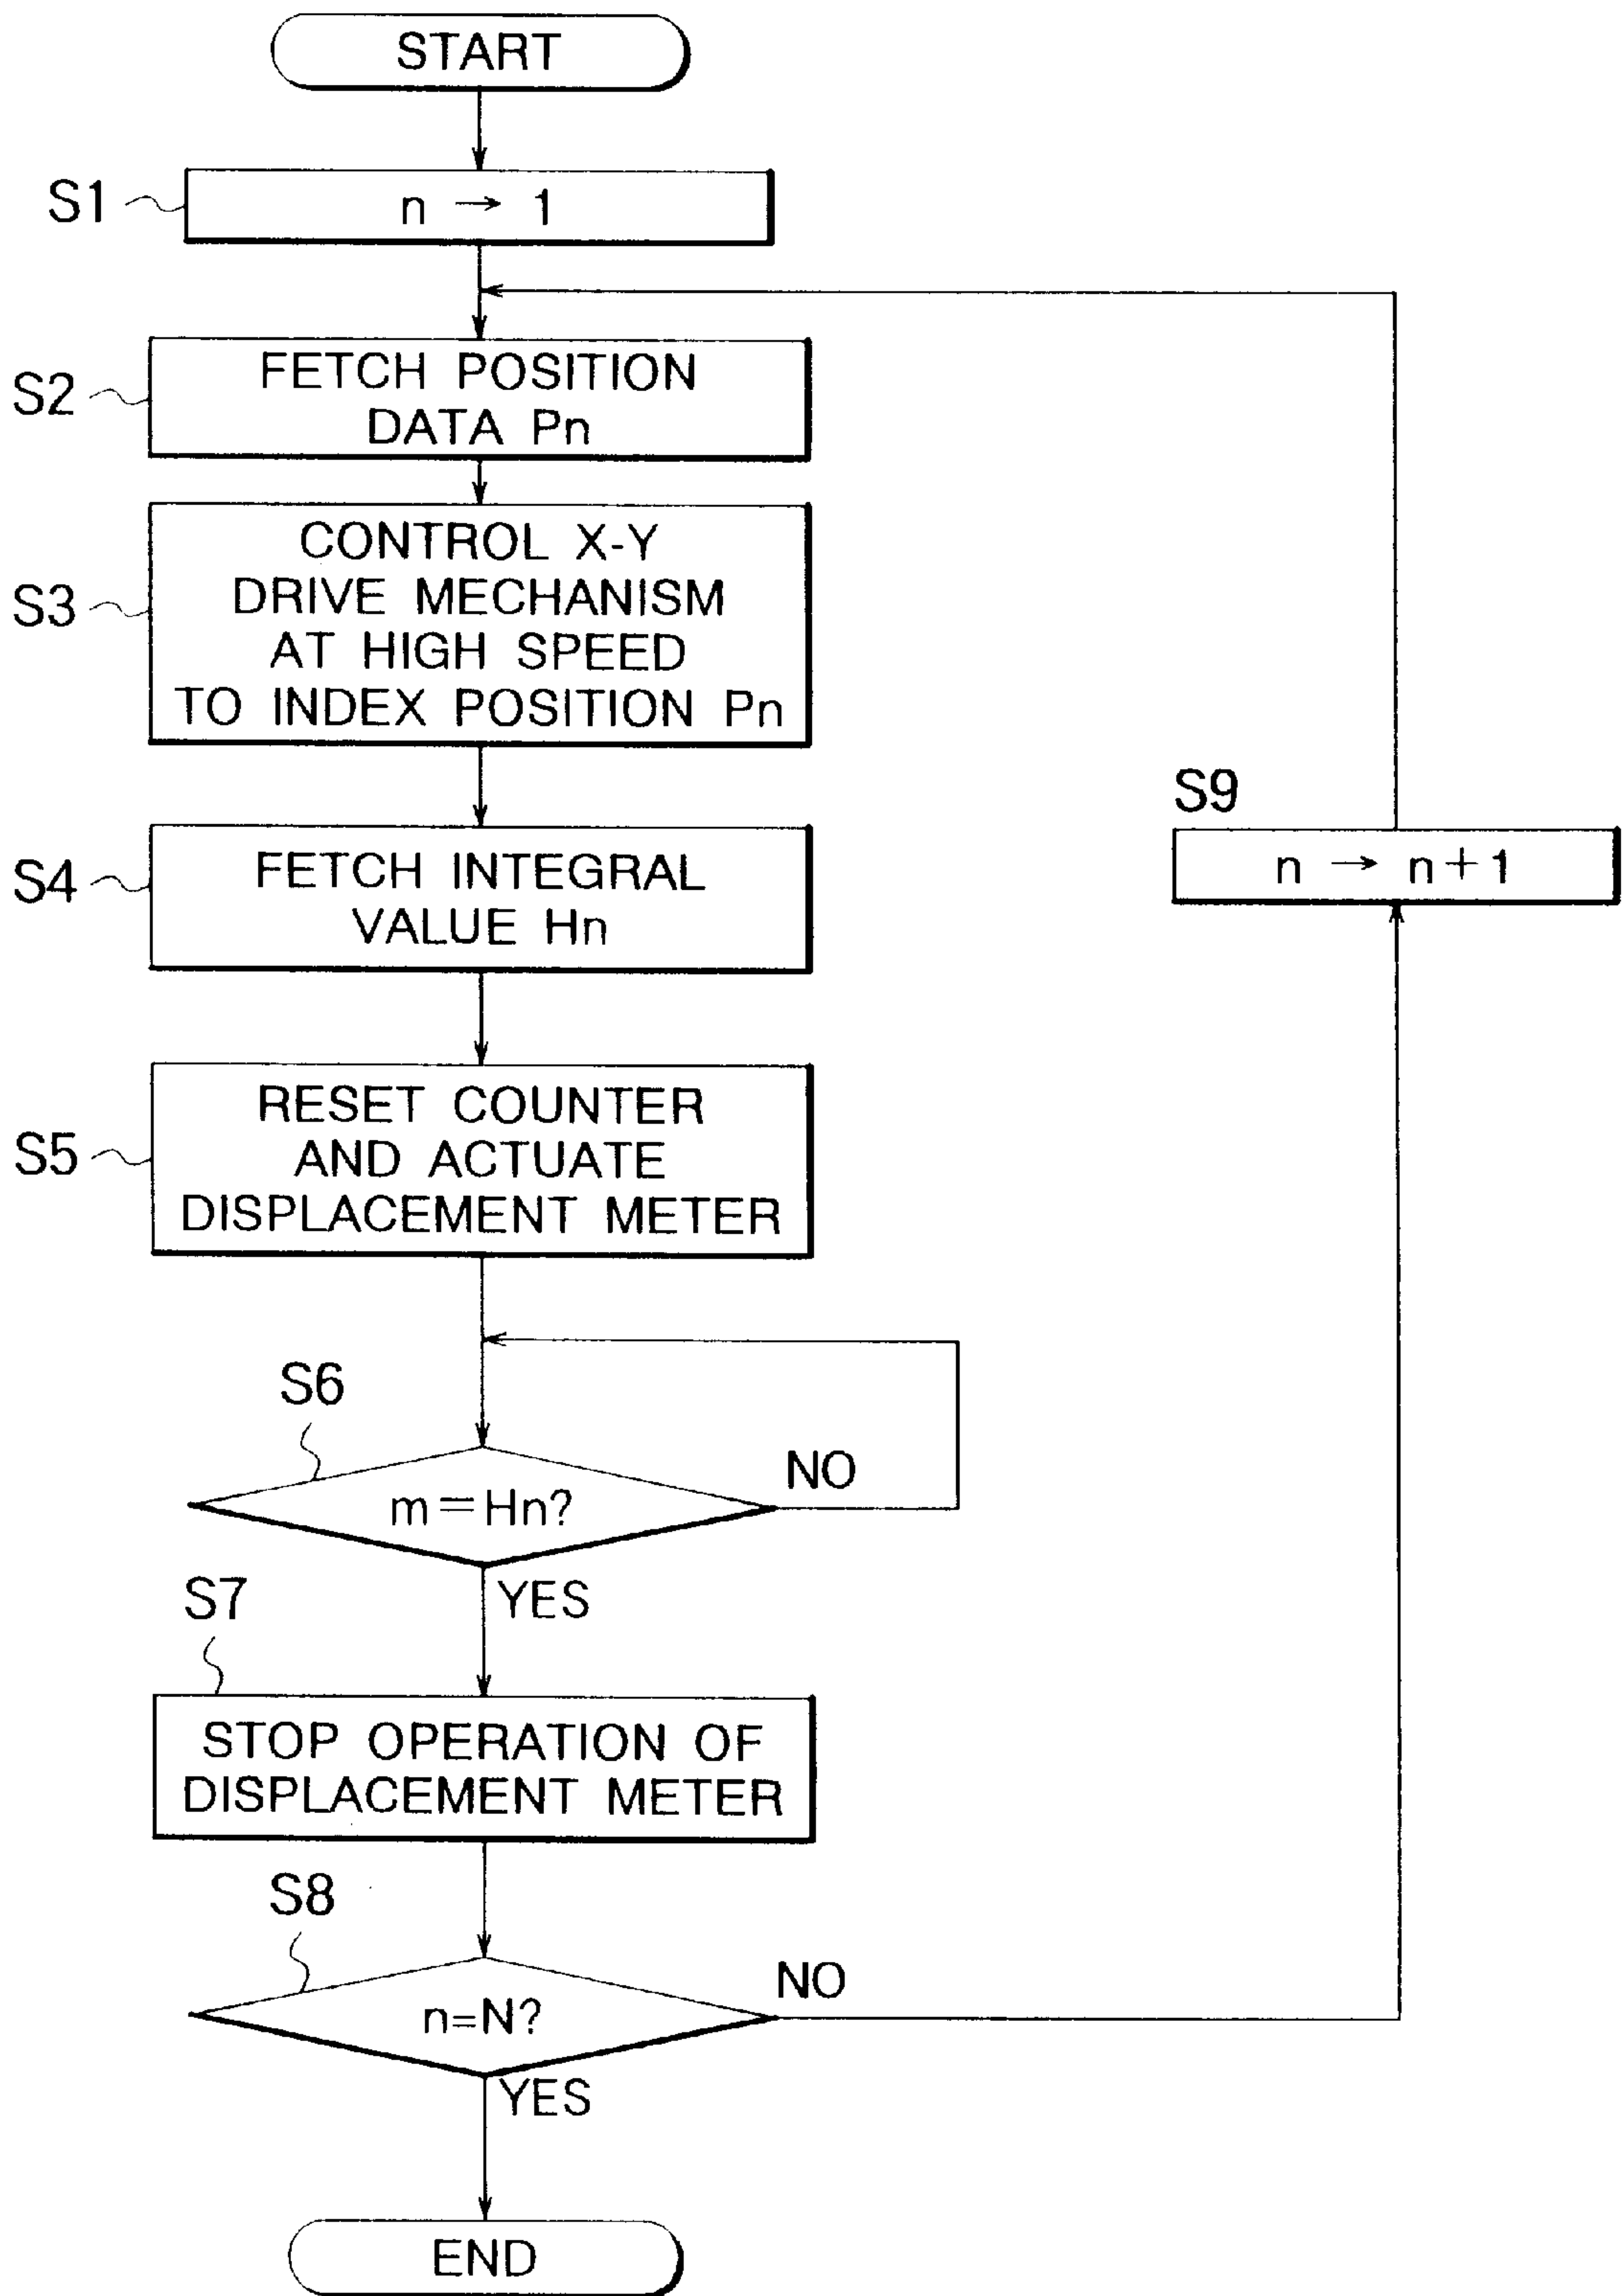 START
S1
n → 1
S2
FETCH POSITION
DATA Pn
S3
CONTROL X-Y
DRIVE MECHANISM
AT HIGH SPEED
TO INDEX POSITION Pn
S4
FETCH INTEGRAL
VALUE Hn
S9
n → n+1
S5
RESET COUNTER
AND ACTUATE
DISPLACEMENT METER
S6
m=Hn?
NO
YES
S7
STOP OPERATION OF
DISPLACEMENT METER
S8
n=N?
NO
YES
END